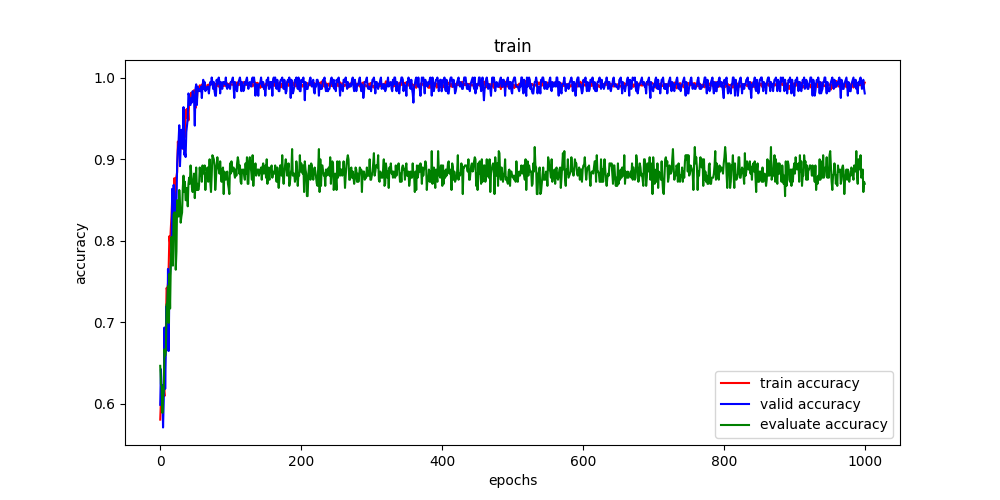 train
accuracy
1.0
0.9
0.8
0.7
0.6
train accuracy
valid accuracy
evaluate accuracy
0 200 400 600 800 1000
epochs